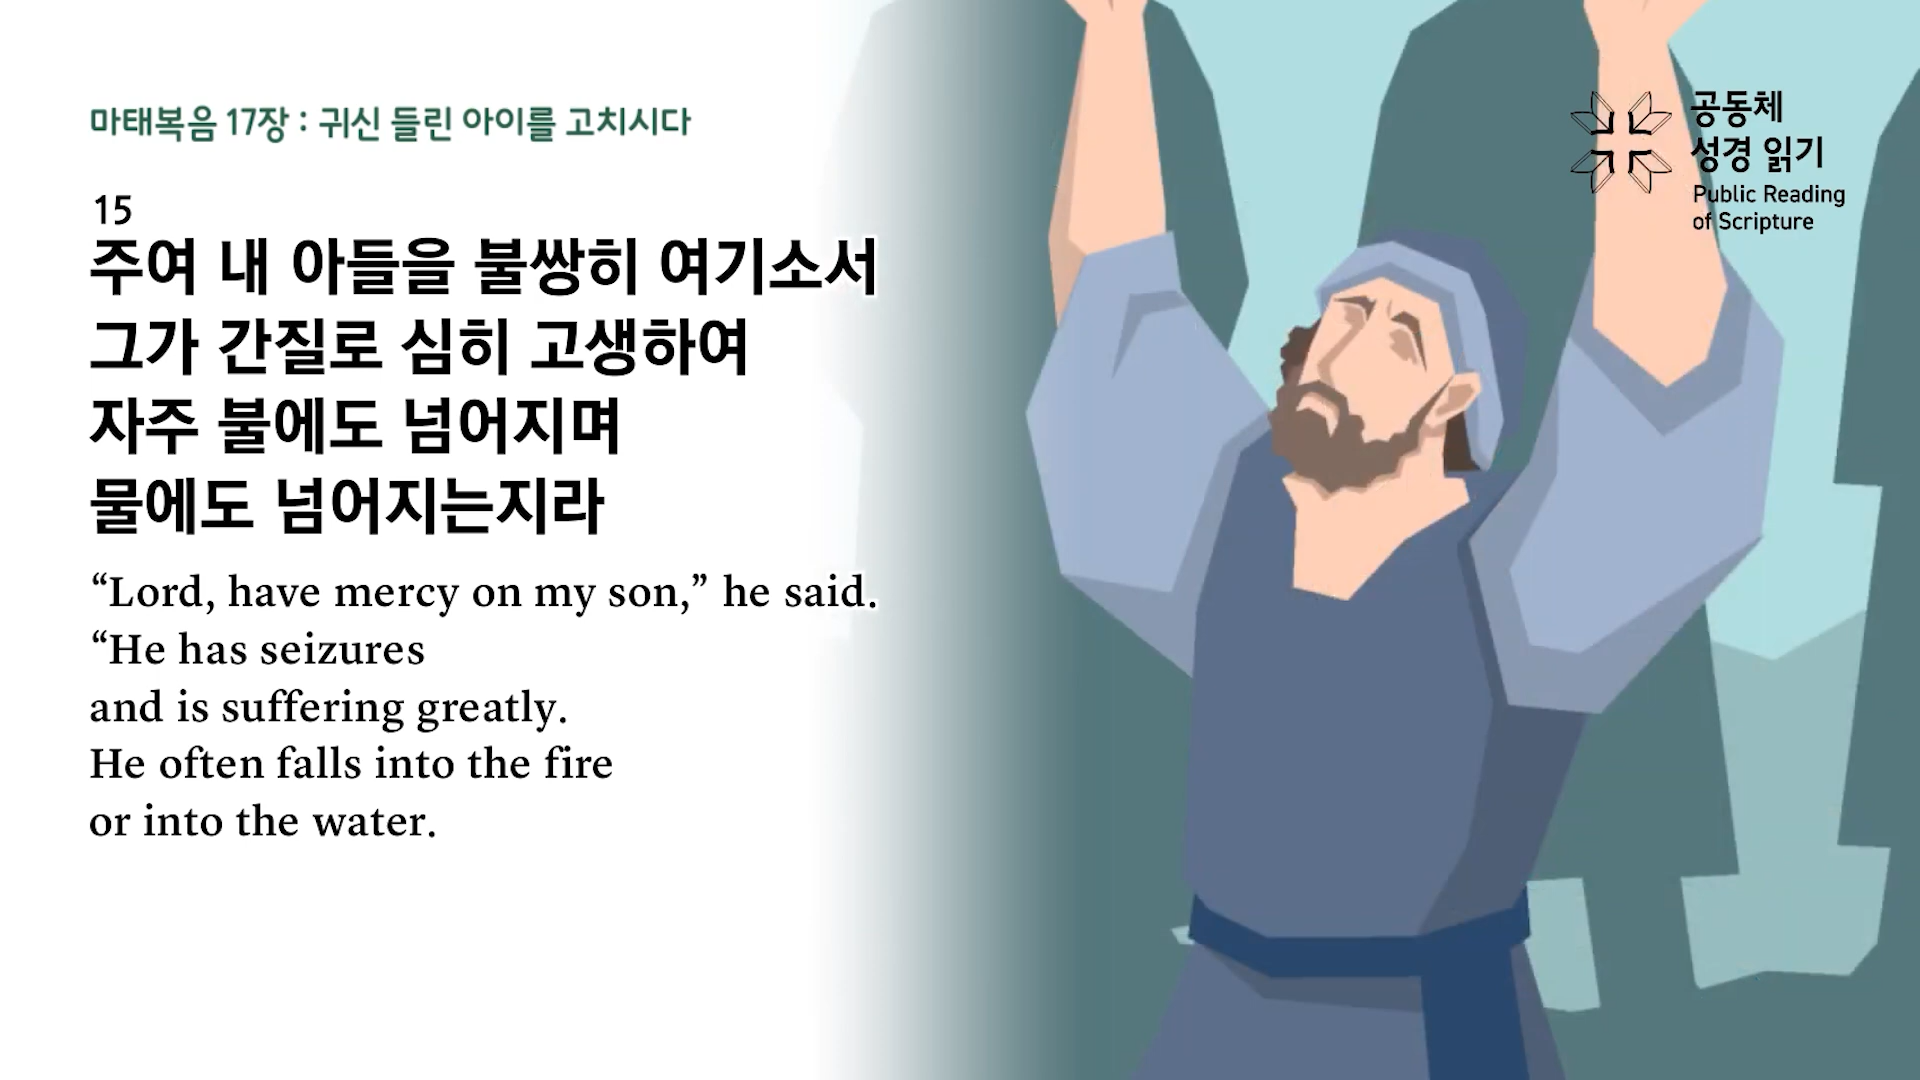 마태복음 17장 : 귀신 들린 아이를 고치시다
15
주여 내 아들을 불쌍히 여기소서
그가 간질로 심히 고생하여
자주 불에도 넘어지며
물에도 넘어지는지라
“Lord, have mercy on my son,” he said.
“He has seizures
and is suffering greatly.
He often falls into the fire
or into the water.
공동체
성경 읽기
Public Reading
of Scripture